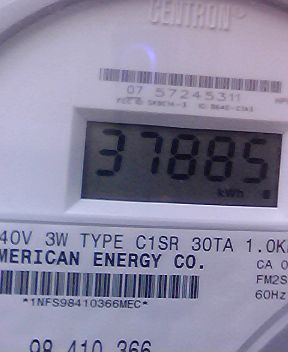 CENTRON
07 57245311
37885
kWh
40V 3W TYPE C1SR 30TA 1.0K
MERICAN ENERGY CO.
CA 0
FM2S
*1NFS98410366MEC*
60Hz
98 410 366